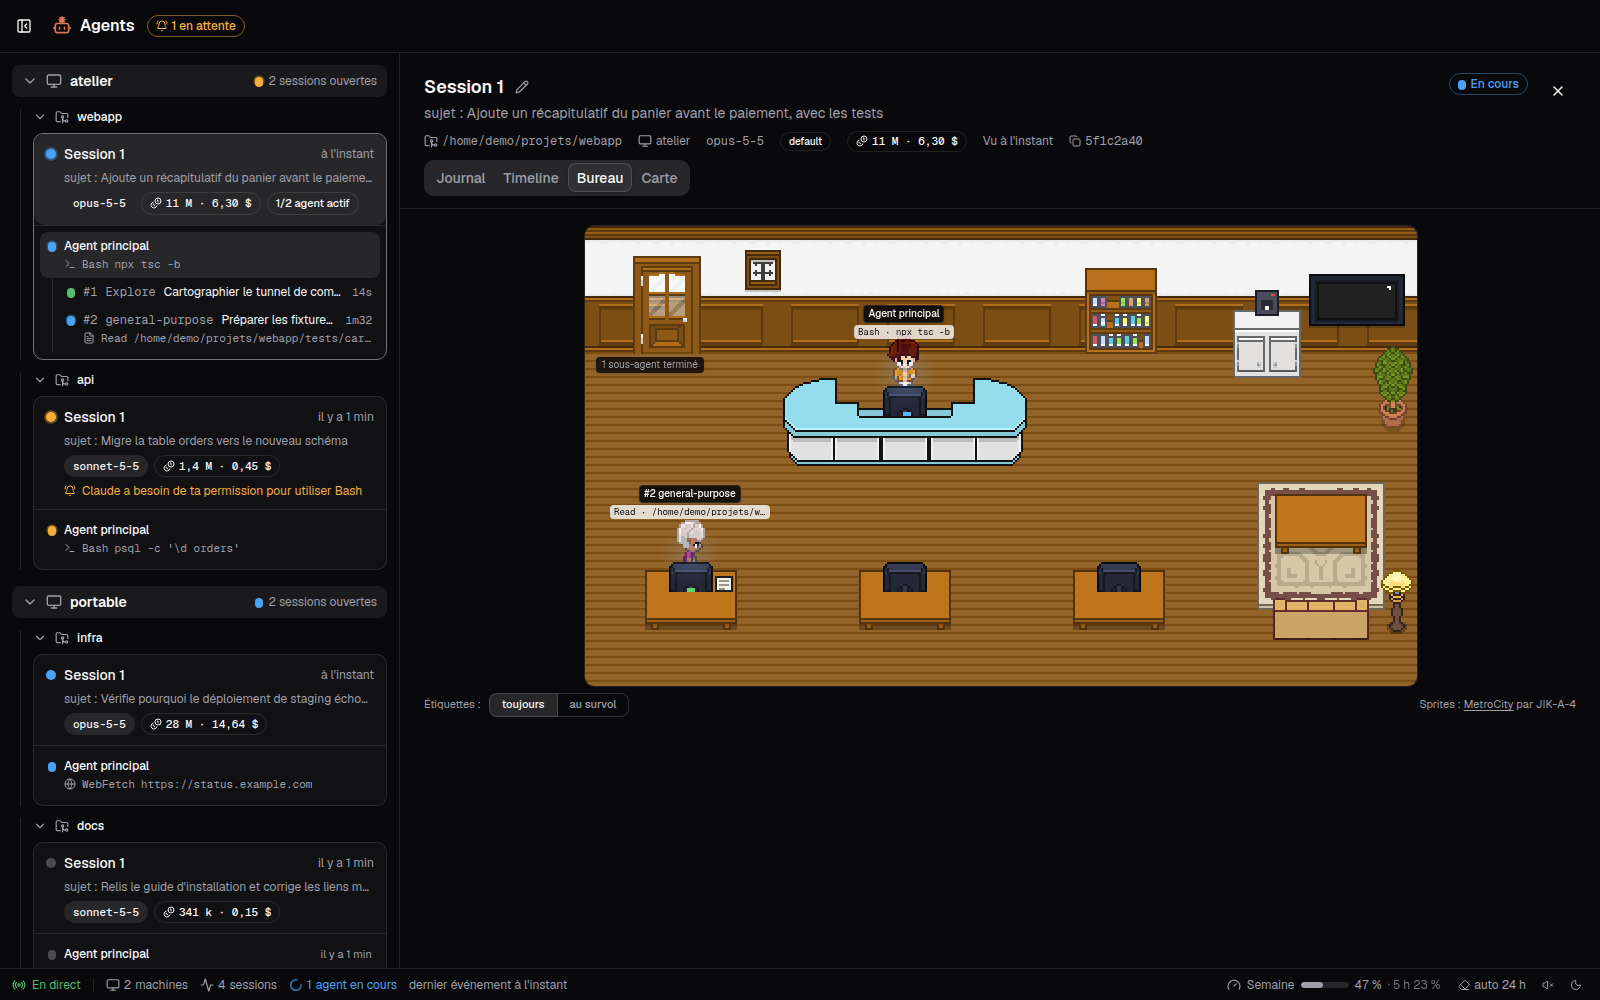 Agents
1 en attente
atelier
2 sessions ouvertes
webapp
Session 1
à l'instant
sujet : Ajoute un récapitulatif du panier avant le paieme…
opus-5-5
11 M · 6,30 $
1/2 agent actif
Agent principal
Bash npx tsc -b
#1 Explore Cartographier le tunnel de com… 14s
#2 general-purpose Préparer les fixture… 1m32
Read /home/demo/projets/webapp/tests/car…
api
Session 1
il y a 1 min
sujet : Migre la table orders vers le nouveau schéma
sonnet-5-5
1,4 M · 0,45 $
Claude a besoin de ta permission pour utiliser Bash
Agent principal
Bash psql -c '\d orders'
portable
2 sessions ouvertes
infra
Session 1
à l'instant
sujet : Vérifie pourquoi le déploiement de staging écho…
opus-5-5
28 M · 14,64 $
Agent principal
WebFetch https://status.example.com
docs
Session 1
il y a 1 min
sujet : Relis le guide d'installation et corrige les liens m…
sonnet-5-5
341 k · 0,15 $
Agent principal
il y a 1 min
Session 1
En cours
sujet : Ajoute un récapitulatif du panier avant le paiement, avec les tests
/home/demo/projets/webapp
atelier
opus-5-5
default
11 M · 6,30 $
Vu à l'instant
5f1c2a40
Journal
Timeline
Bureau
Carte
Agent principal
Bash · npx tsc -b
1 sous-agent terminé
#2 general-purpose
Read · /home/demo/projets/w…
Étiquettes :
toujours
au survol
Sprites : MetroCity par JIK-A-4
En direct
2 machines
4 sessions
1 agent en cours
dernier événement à l'instant
Semaine
47 % · 5 h 23 %
auto 24 h